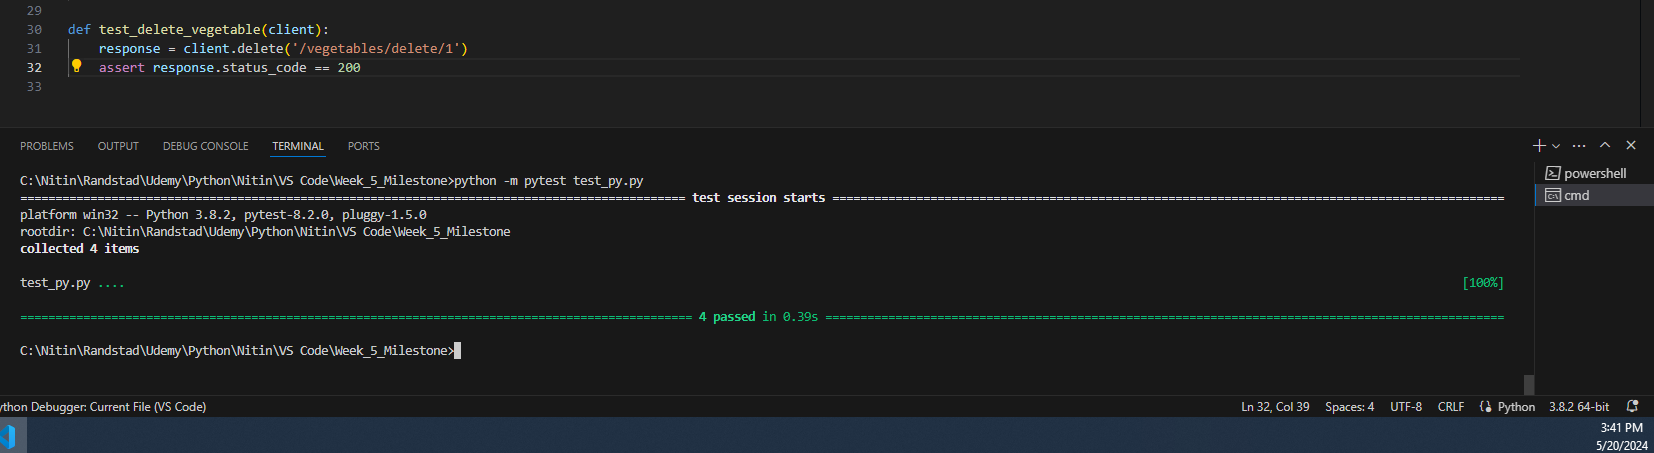 29
30 def test_delete_vegetable(client):
31 response = client.delete('/vegetables/delete/1')
32 assert response.status_code == 200
33
PROBLEMS OUTPUT DEBUG CONSOLE TERMINAL PORTS
powershell
cmd
C:\Nitin\Randstad\Udemy\Python\Nitin\VS Code\Week_5_Milestone>python -m pytest test_py.py
=============================================================================================== test session starts ================================================================================================
platform win32 -- Python 3.8.2, pytest-8.2.0, pluggy-1.5.0
rootdir: C:\Nitin\Randstad\Udemy\Python\Nitin\VS Code\Week_5_Milestone
collected 4 items
test_py.py .... [100%]
================================================================================================ 4 passed in 0.39s =================================================================================================
C:\Nitin\Randstad\Udemy\Python\Nitin\VS Code\Week_5_Milestone>
ython Debugger: Current File (VS Code) Ln 32, Col 39 Spaces: 4 UTF-8 CRLF Python 3.8.2 64-bit
3:41 PM
5/20/2024